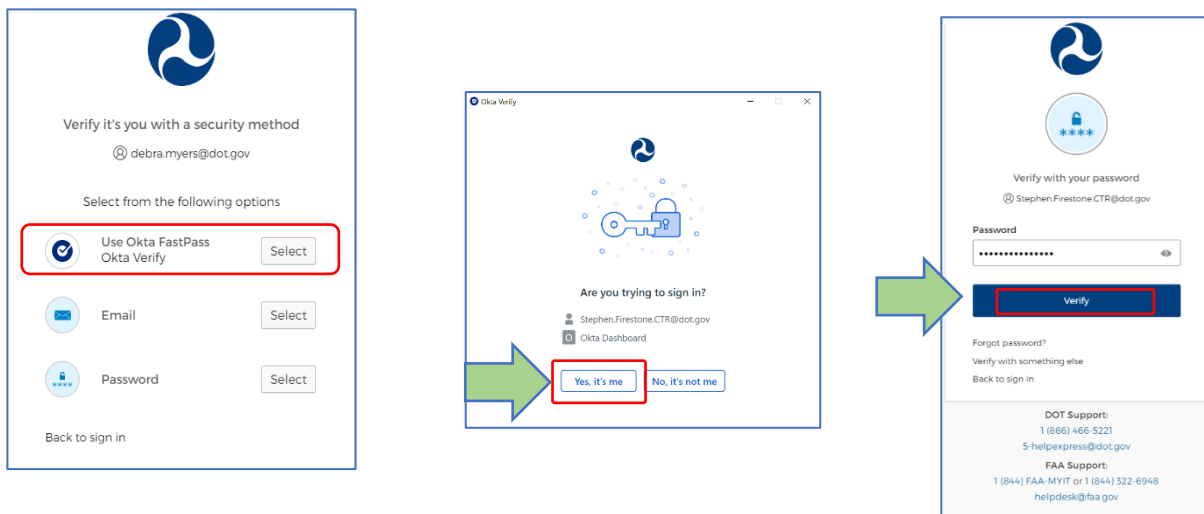 Verify it's you with a security method
debra.myers@dot.gov
Select from the following options
Use Okta FastPass
Okta Verify
Select
Email
Select
****
Password
Select
Back to sign in
Okta Verify
Are you trying to sign in?
Stephen.Firestone.CTR@dot.gov
O Okta Dashboard
Yes, it's me
No, it's not me
****
Verify with your password
Stephen.Firestone.CTR@dot.gov
Password
•••••••••••••••
Verify
Forgot password?
Verify with something else
Back to sign in
DOT Support:
1 (866) 466-5221
5-helpexpress@dot.gov
FAA Support:
1 (844) FAA-MYIT or 1 (844) 322-6948
helpdesk@faa.gov